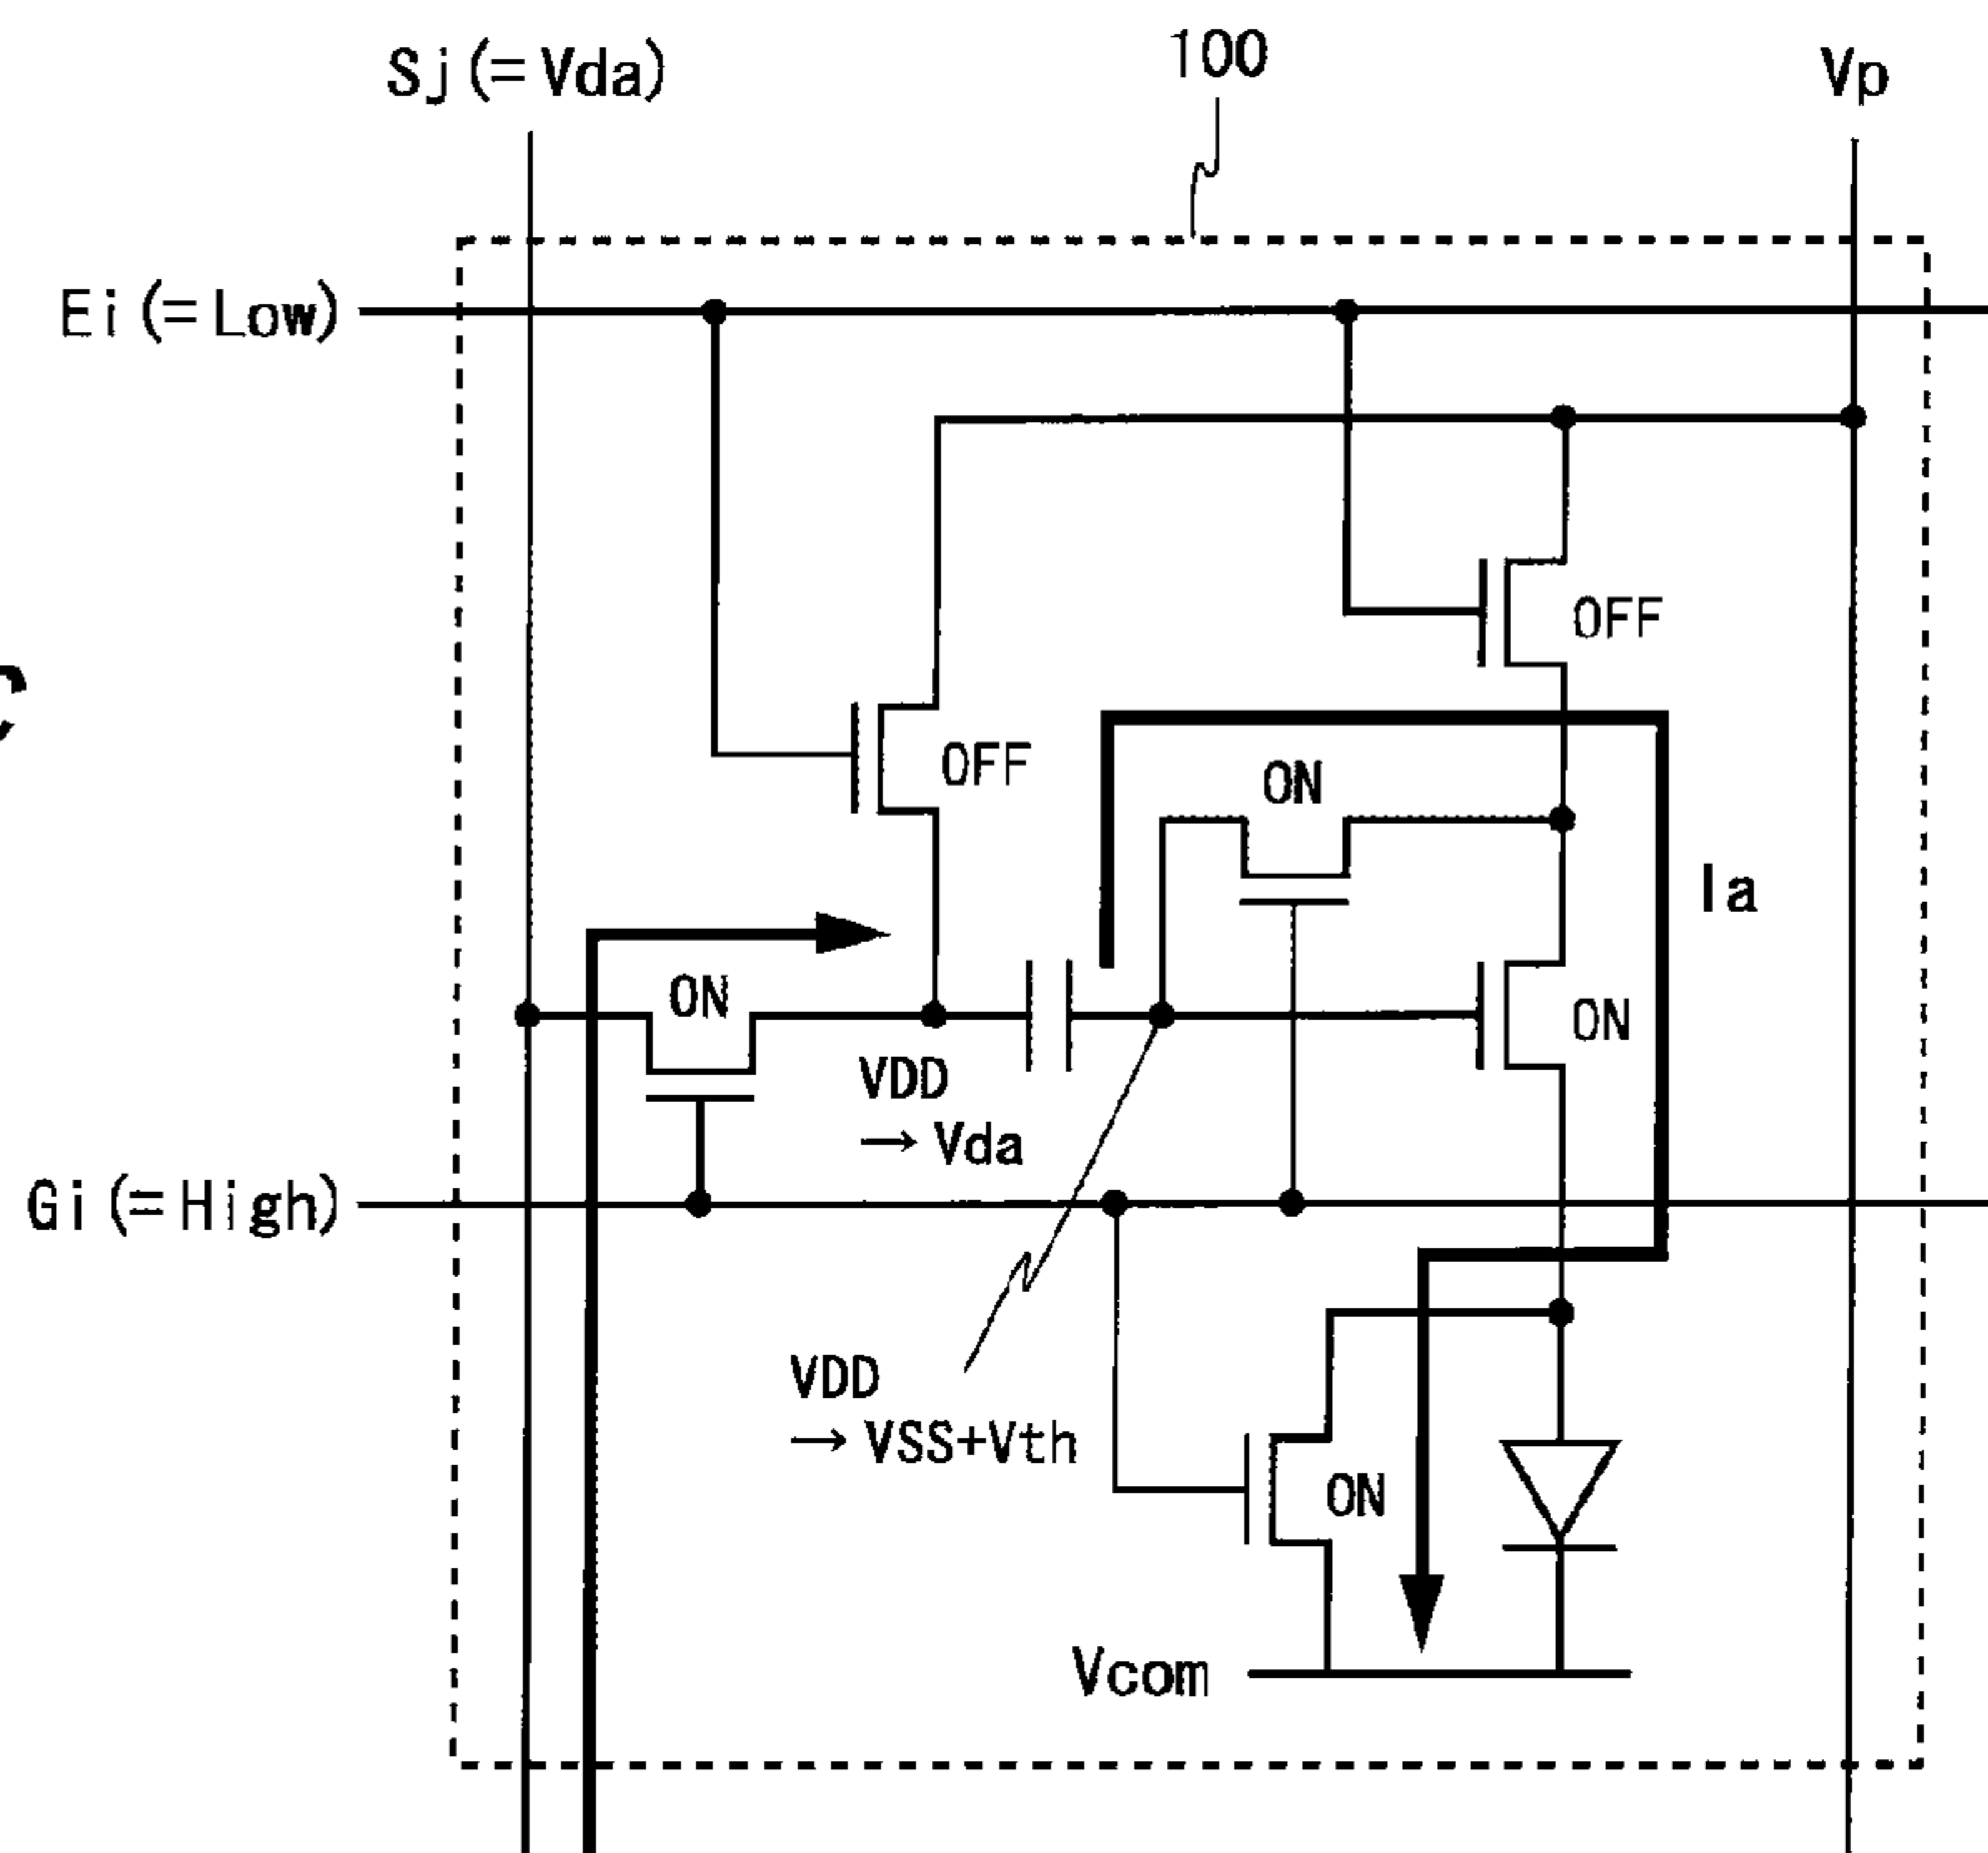 Sj(=Vda)
100
Vp
Ei(=Low)
OFF
OFF
ON
Ia
ON
ON
VDD
→Vda
Gi(=High)
VDD
→VSS+Vth
ON
Vcom